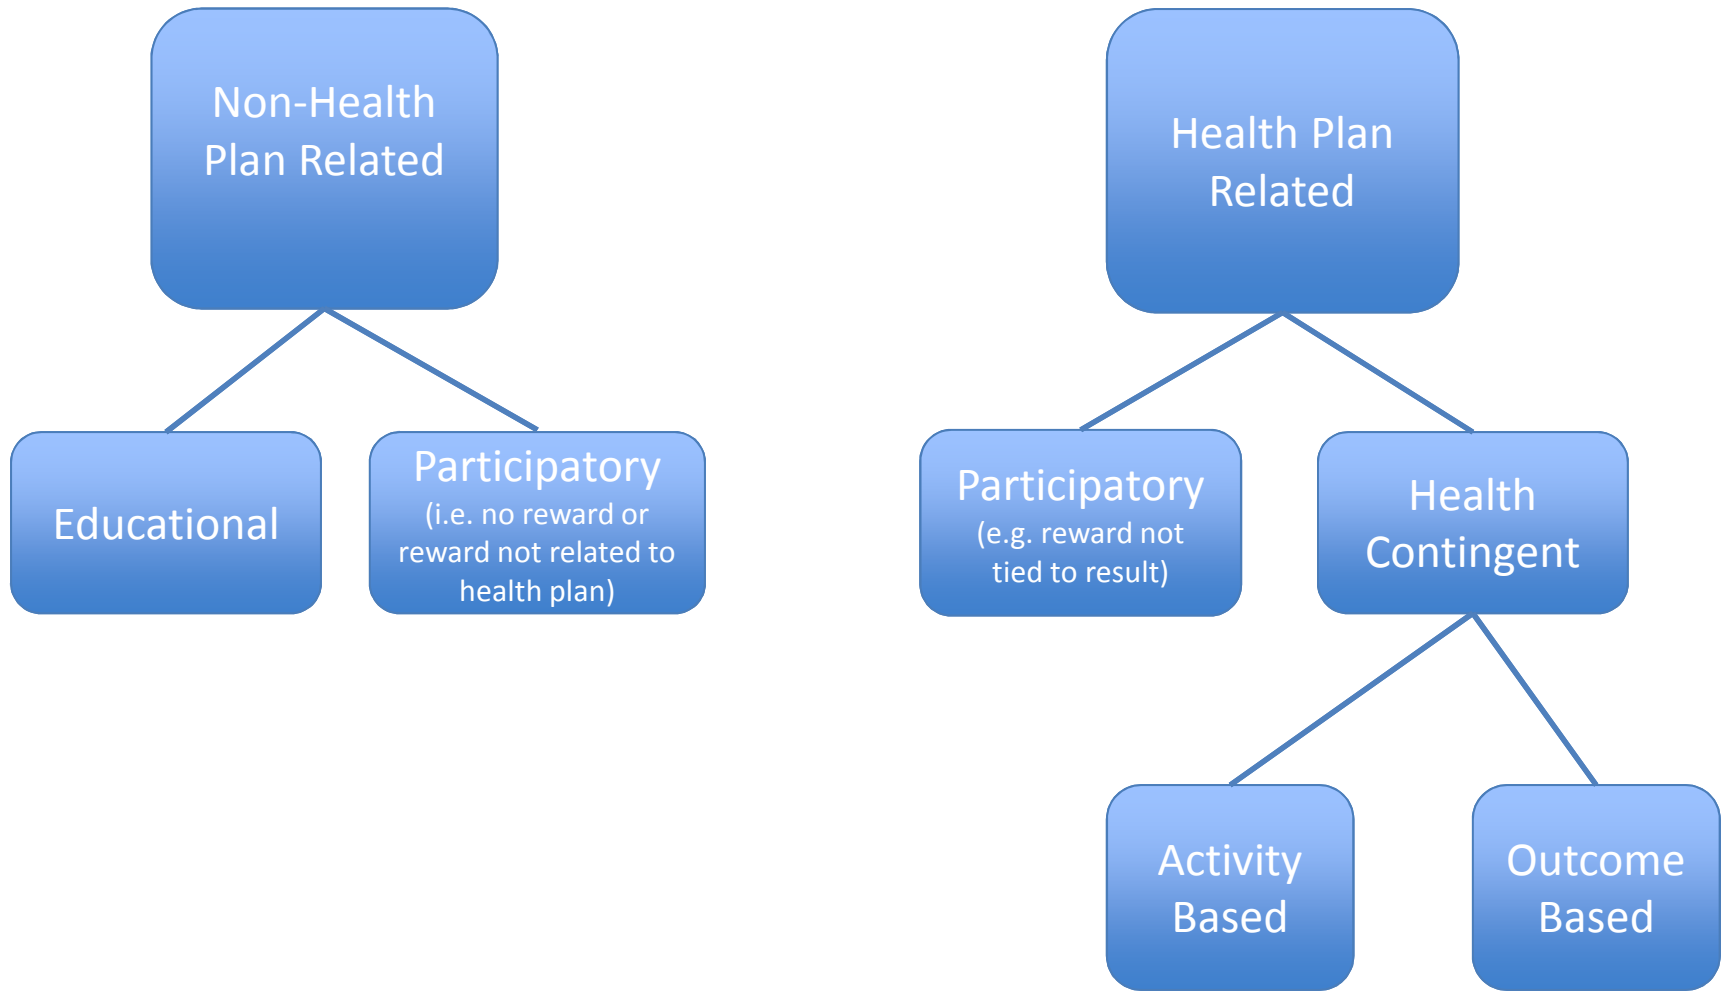 Non-Health
Plan Related
Health Plan
Related
Educational
Participatory
(i.e. no reward or
reward not related to
health plan)
Participatory
(e.g. reward not
tied to result)
Health
Contingent
Activity
Based
Outcome
Based